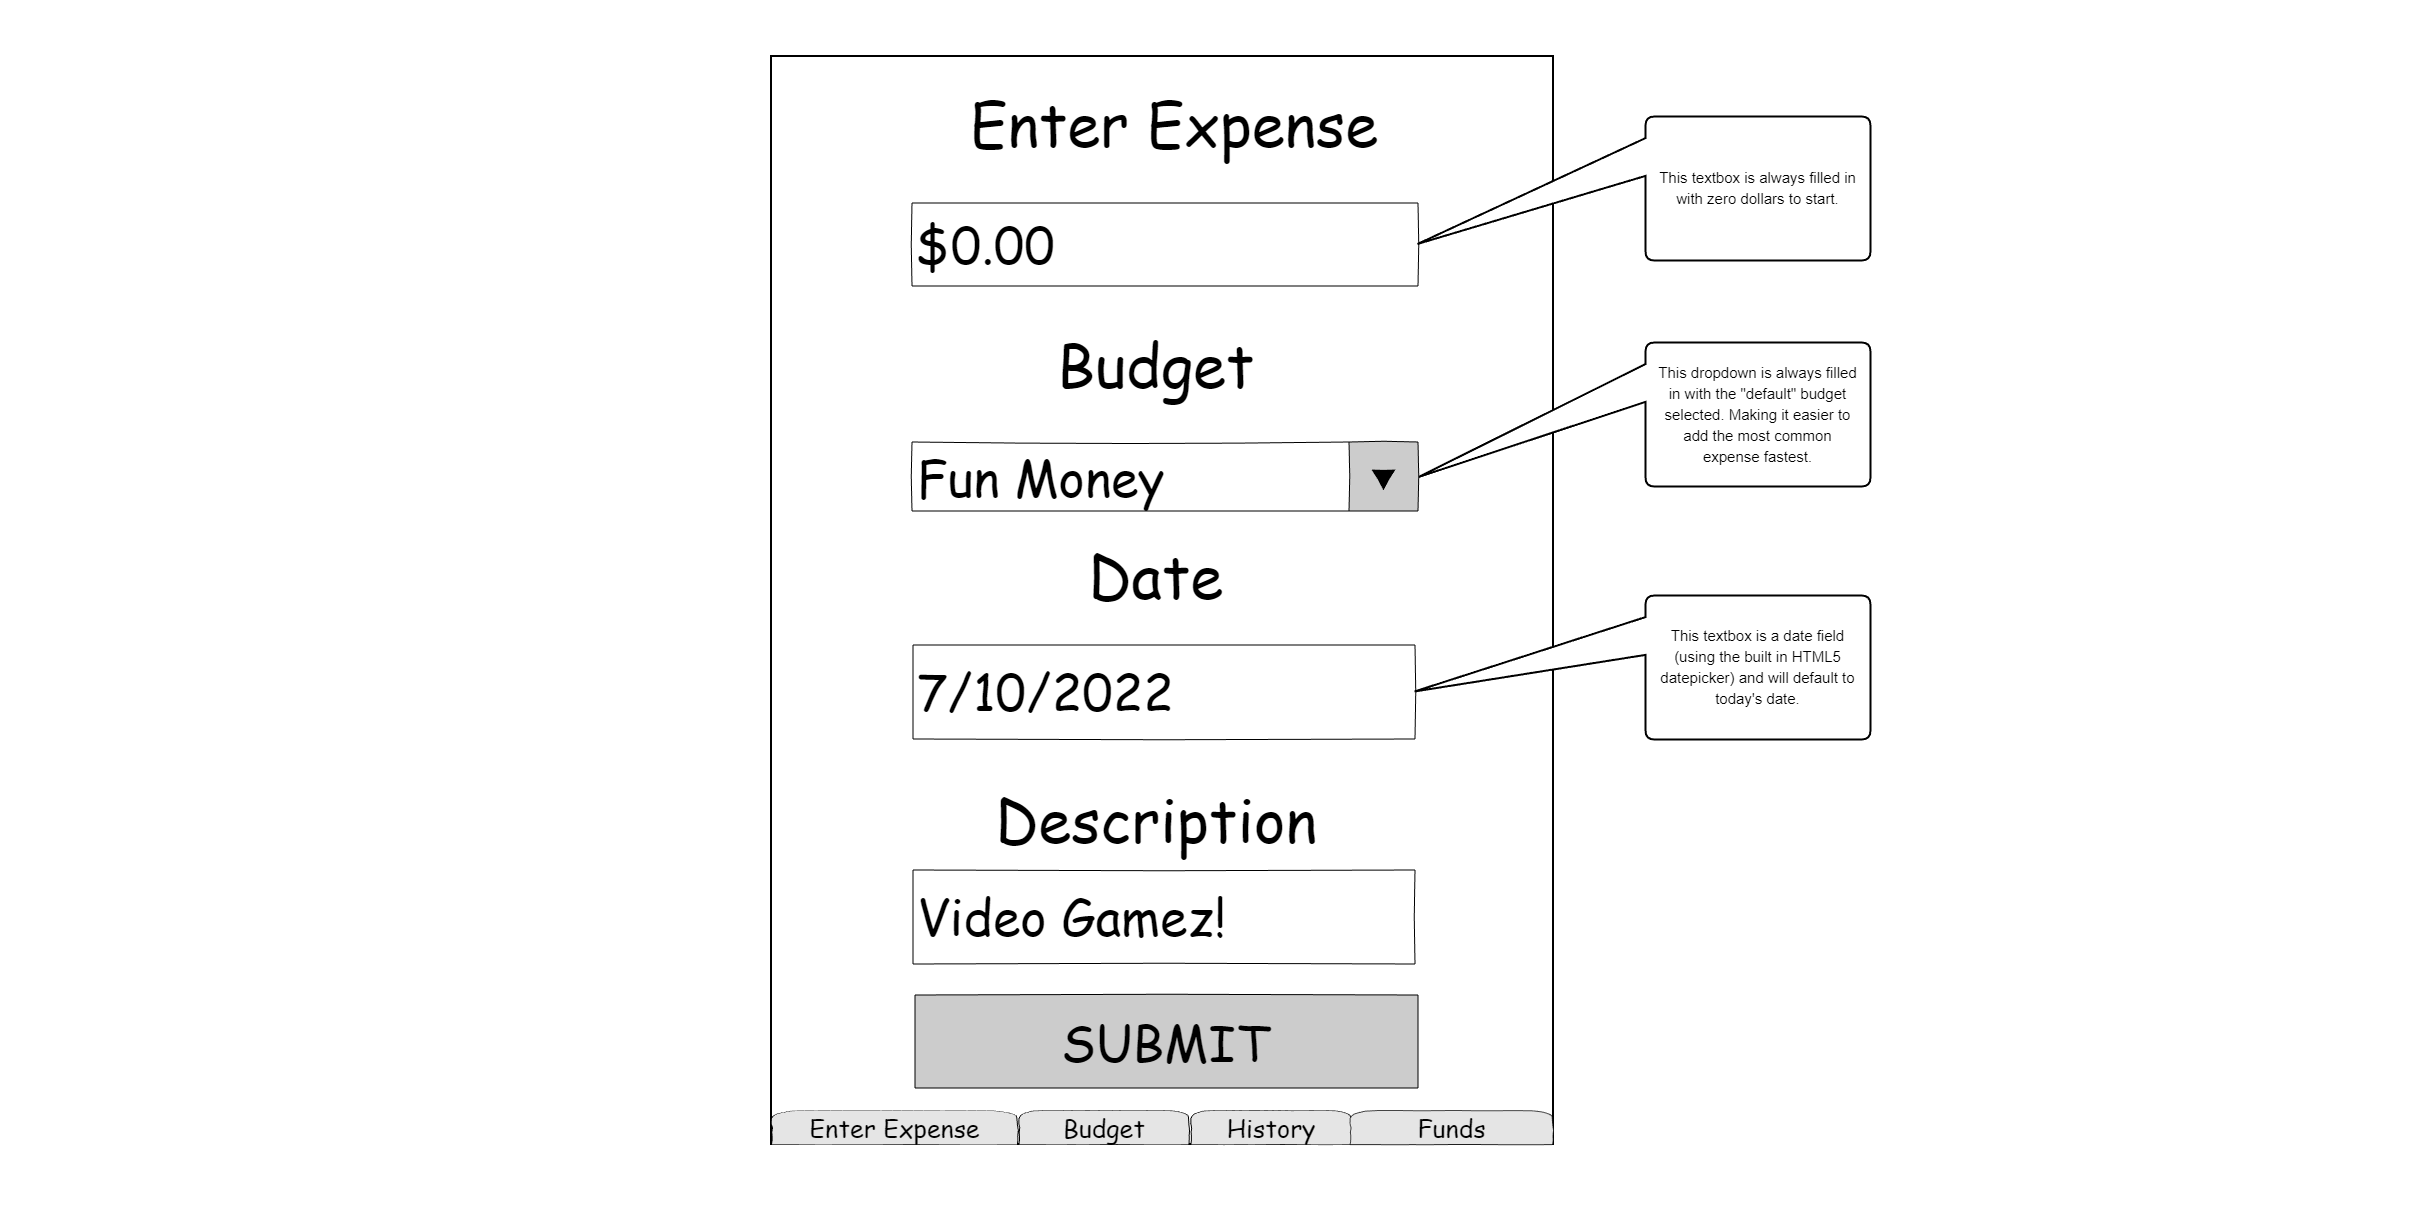 Enter Expense
$0.00
This textbox is always filled in
with zero dollars to start.
Budget
Fun Money
▼
This dropdown is always filled
in with the "default" budget
selected. Making it easier to
add the most common
expense fastest.
Date
7/10/2022
This textbox is a date field
(using the built in HTML5
datepicker) and will default to
today's date.
Description
Video Gamez!
SUBMIT
Enter Expense Budget History Funds